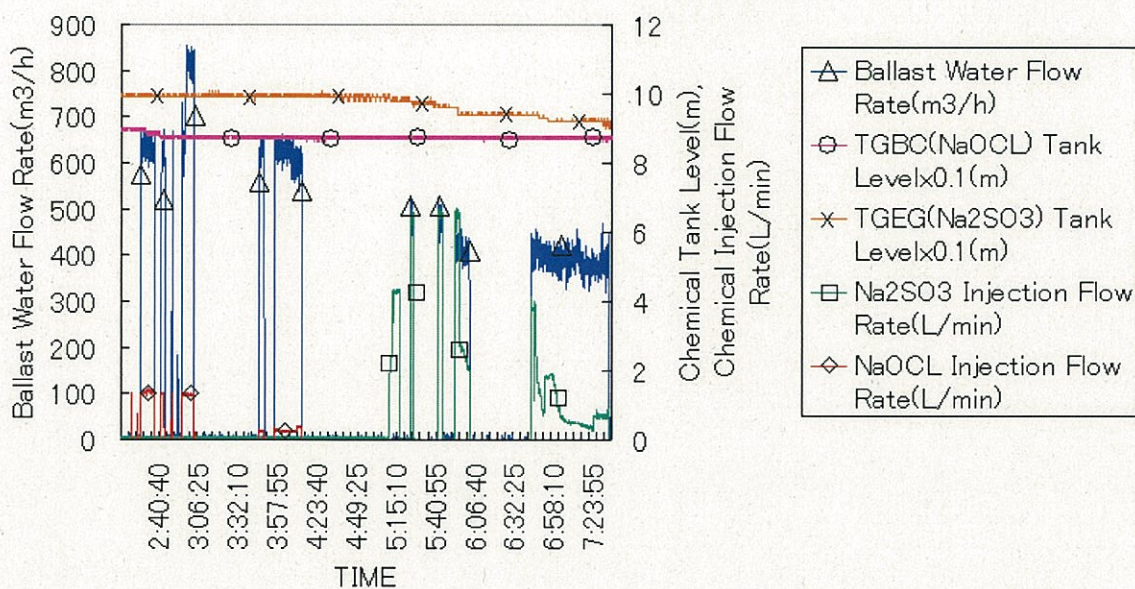 900
800
700
600
500
400
300
200
100
0
Ballast Water Flow Rate(m3/h)
12
10
8
6
4
2
0
Chemical Tank Level(m),
Chemical Injection Flow
Rate(L/min)
2:40:40
3:06:25
3:32:10
3:57:55
4:23:40
4:49:25
5:15:10
5:40:55
6:06:40
6:32:25
6:58:10
7:23:55
TIME
Ballast Water Flow
Rate(m3/h)
TGBC(NaOCL) Tank
Levelx0.1(m)
TGEG(Na2SO3) Tank
Levelx0.1(m)
Na2SO3 Injection Flow
Rate(L/min)
NaOCL Injection Flow
Rate(L/min)